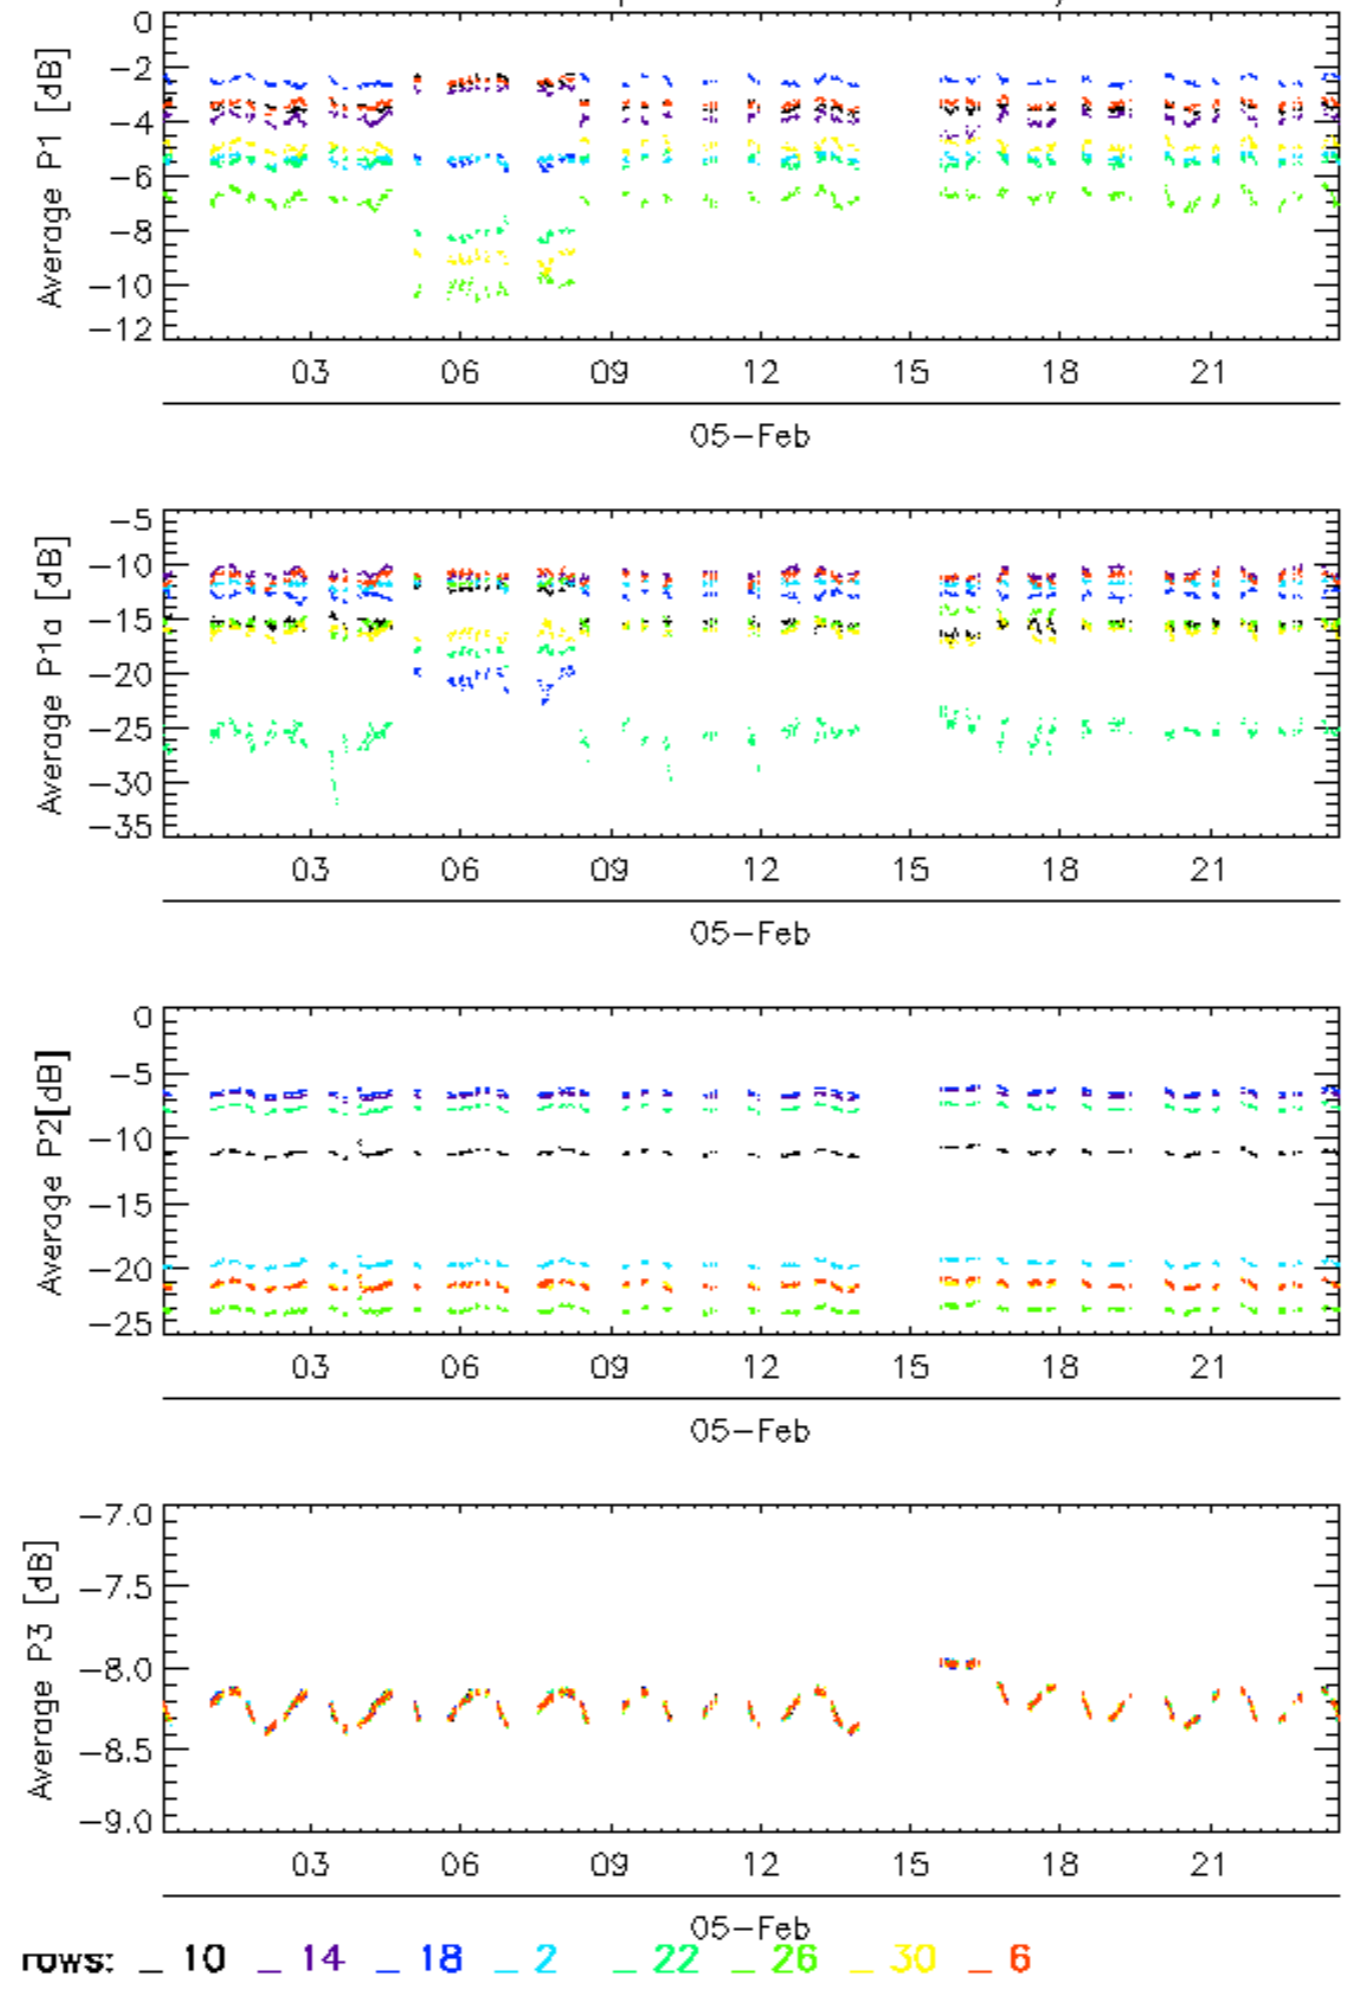 0
−2
−4
−6
−8
−10
−12
Average P1 [dB]
03 06 09 12 15 18 21
05−Feb
−5
−10
−15
−20
−25
−30
−35
Average P1a [dB]
03 06 09 12 15 18 21
05−Feb
0
−5
−10
−15
−20
−25
Average P2[dB]
03 06 09 12 15 18 21
05−Feb
−7.0
−7.5
−8.0
−8.5
−9.0
Average P3 [dB]
03 06 09 12 15 18 21
05−Feb
rows: _ 10 _ 14 _ 18 _ 2 _ 22 _ 26 _ 30 _ 6